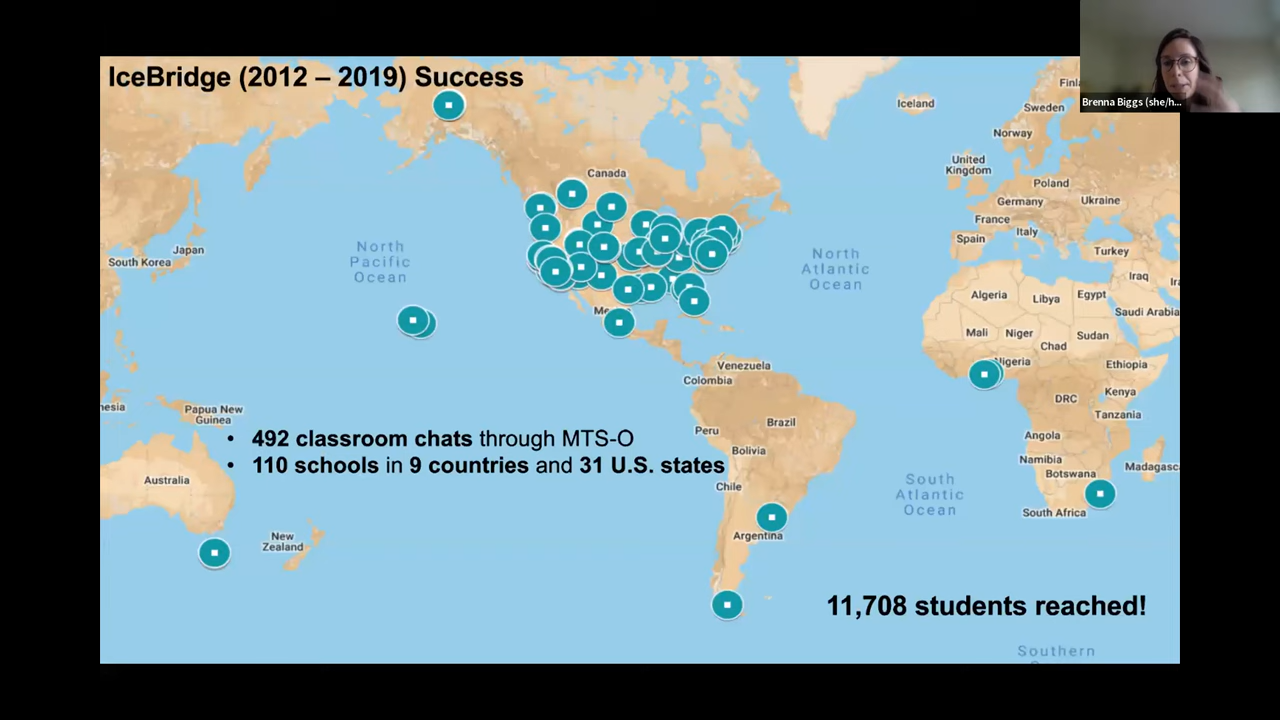 IceBridge (2012 – 2019) Success
Brenna Biggs (she/h...
Iceland
Sweden
Norway
Canada
United
Kingdom
Poland
Germany
Ukraine
France
Italy
Spain
Turkey
Japan
South Korea
North
Pacific
Ocean
North
Atlantic
Ocean
Iraq
Algeria
Libya
Egypt
Saudi Arabia
Mali
Niger
Sudan
Chad
Nigeria
Ethiopia
Venezuela
Colombia
DRC
Kenya
Tanzania
Papua New
Guinea
Peru
Brazil
Angola
• 492 classroom chats through MTS-O
Bolivia
• 110 schools in 9 countries and 31 U.S. states
Namibia
Botswana
Madagasc
Australia
Chile
South
Atlantic
Ocean
South Africa
New
Zealand
Argentina
11,708 students reached!
Southern